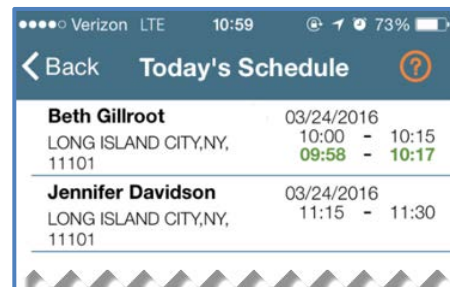 Verizon LTE 10:59 73%
Back Today's Schedule ?
Beth Gillroot 03/24/2016
LONG ISLAND CITY,NY, 10:00 - 10:15
11101 09:58 - 10:17
Jennifer Davidson 03/24/2016
LONG ISLAND CITY,NY, 11:15 - 11:30
11101